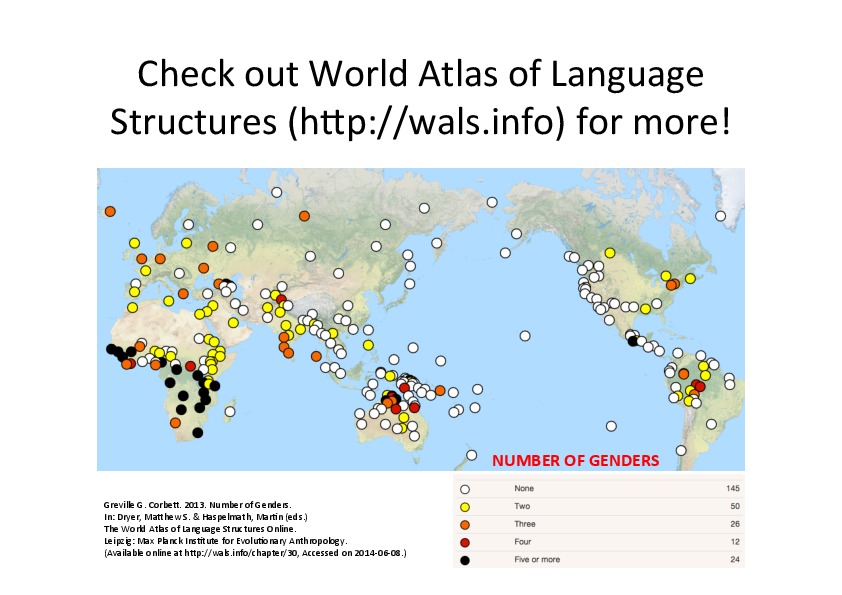 Check out World Atlas of Language
Structures (http://wals.info) for more!
NUMBER OF GENDERS
None 145
Two 50
Three 26
Four 12
Five or more 24
Greville G. Corbett. 2013. Number of Genders.
In: Dryer, Matthew S. & Haspelmath, Martin (eds.)
The World Atlas of Language Structures Online.
Leipzig: Max Planck Institute for Evolutionary Anthropology.
(Available online at http://wals.info/chapter/30, Accessed on 2014-06-08.)